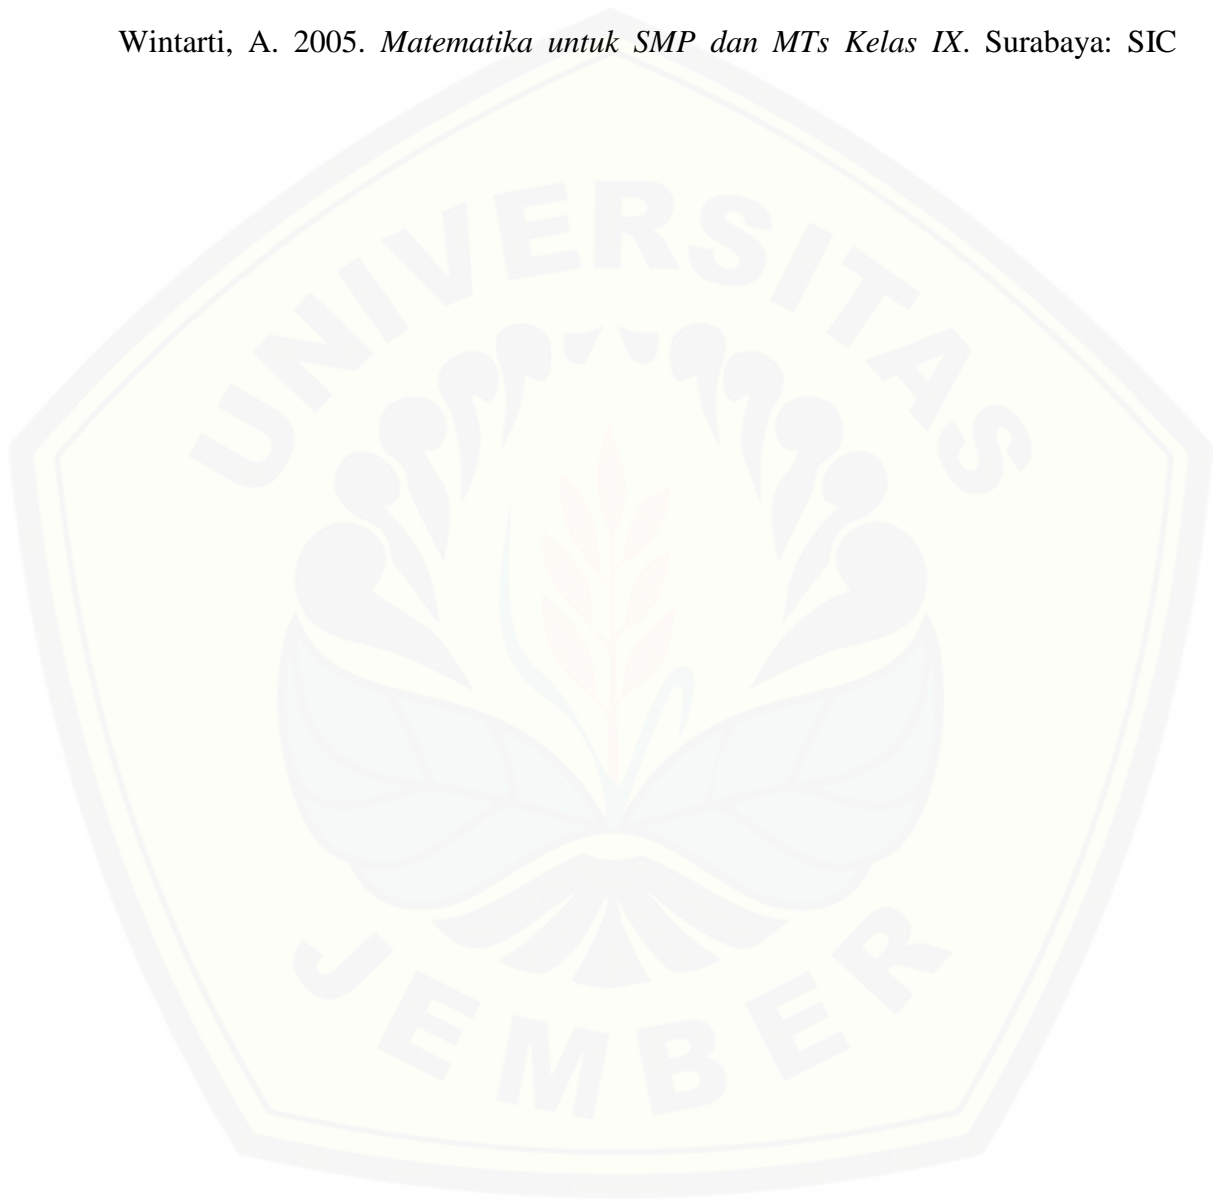 Wintarti, A. 2005. Matematika untuk SMP dan MTs Kelas IX. Surabaya: SIC
UNIVERSITAS
JEMBER